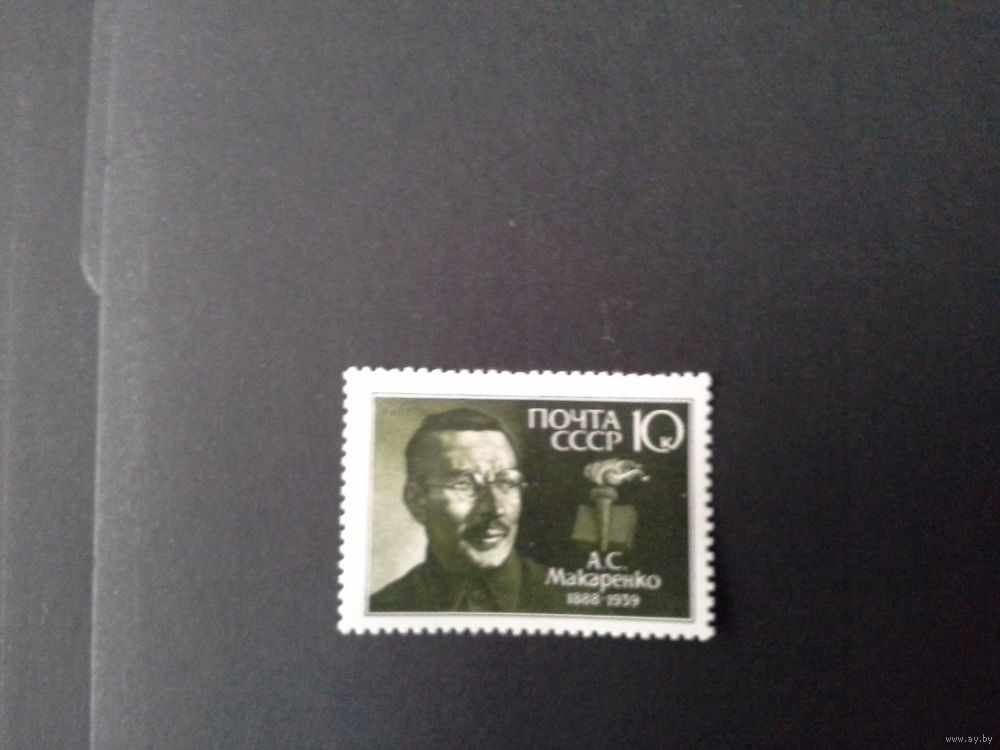 ПОЧТА
СССР
10к
А.С.
Макаренко
1888-1939
www.ay.by